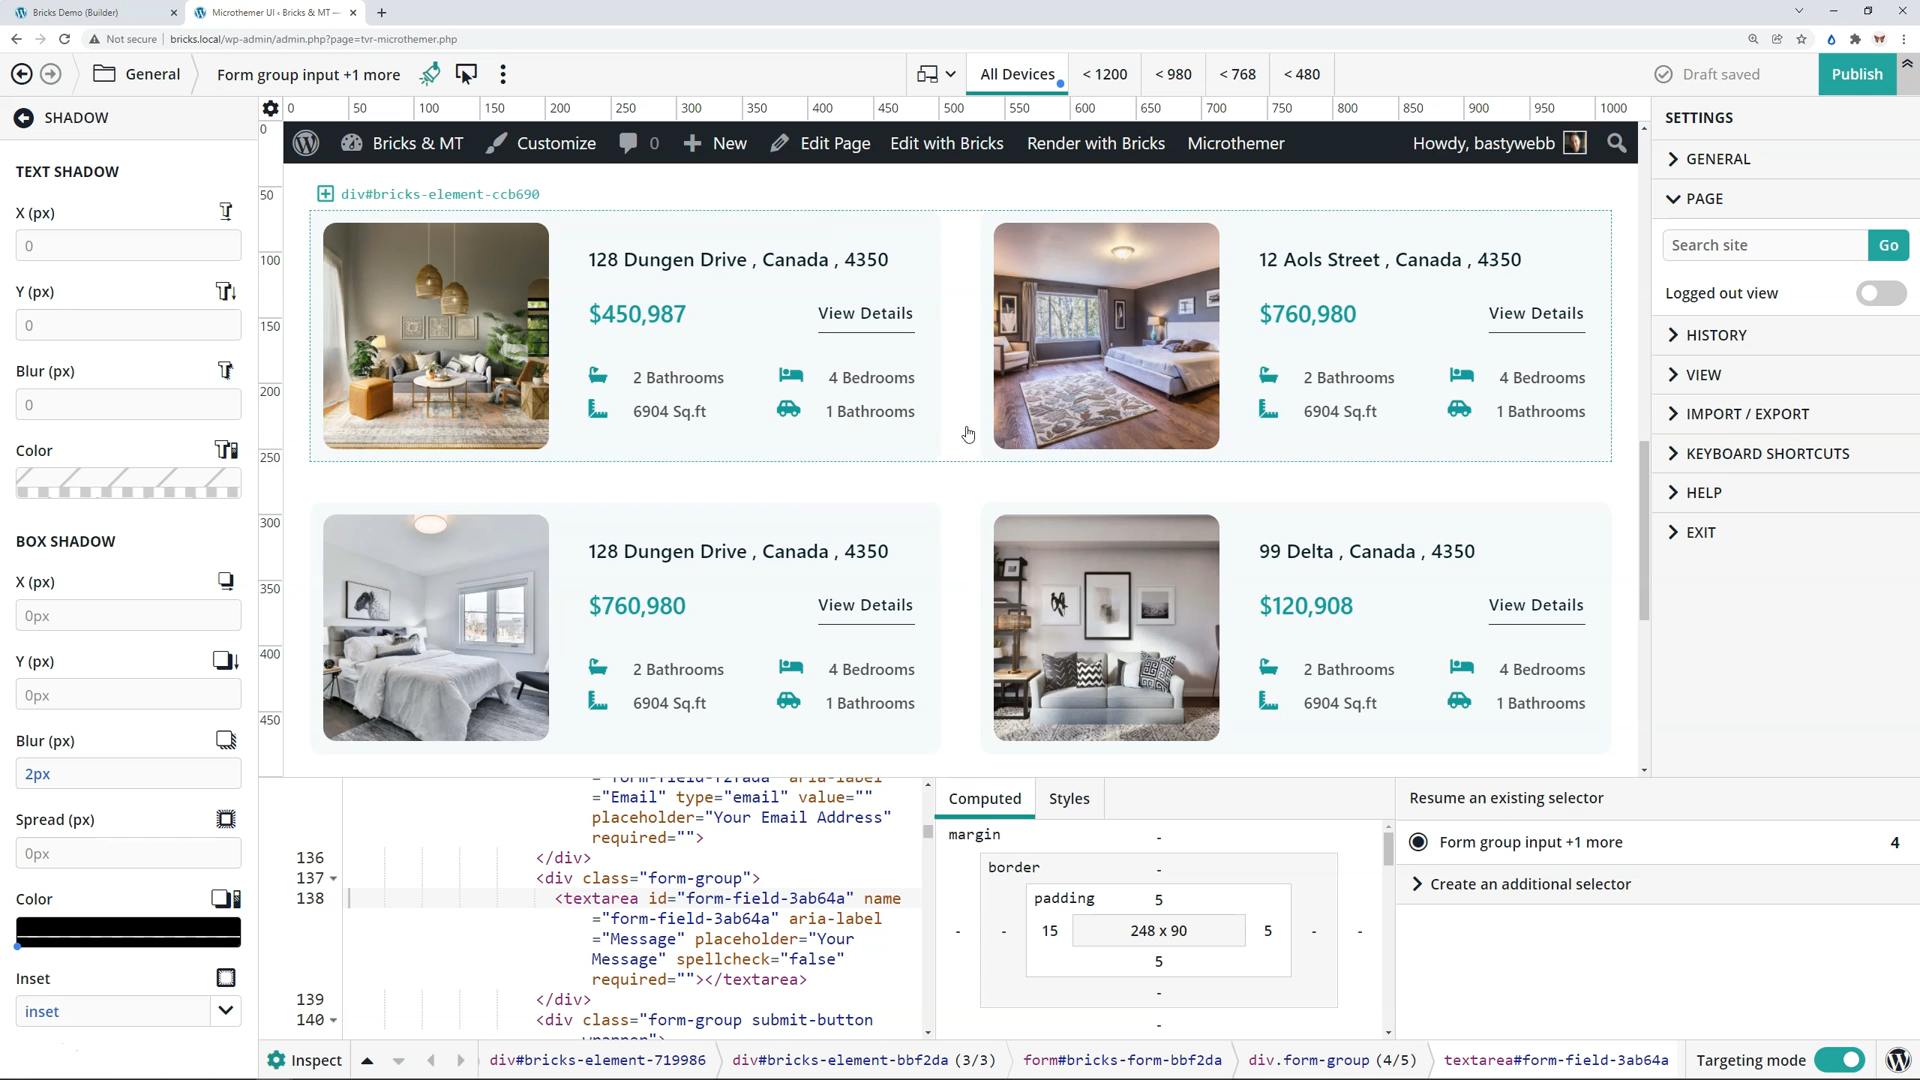 Bricks Demo (Builder)
Microthemer UI ‹ Bricks & MT —
Not secure
bricks.local/wp-admin/admin.php?page=tvr-microthemer.php
General
Form group input +1 more
All Devices
< 1200
< 980
< 768
< 480
Draft saved
Publish
SHADOW
TEXT SHADOW
X (px)
0
Y (px)
0
Blur (px)
0
Color
BOX SHADOW
X (px)
0px
Y (px)
0px
Blur (px)
2px
Spread (px)
0px
Color
Inset
inset
0 50 100 150 200 250 300 350 400 450 500 550 600 650 700 750 800 850 900 950 1000
0
50
100
150
200
250
300
350
400
450
Bricks & MT
Customize
0
New
Edit Page
Edit with Bricks
Render with Bricks
Microthemer
Howdy, bastywebb
div#bricks-element-ccb690
128 Dungen Drive , Canada , 4350
$450,987
View Details
2 Bathrooms
4 Bedrooms
6904 Sq.ft
1 Bathrooms
12 Aols Street , Canada , 4350
$760,980
View Details
2 Bathrooms
4 Bedrooms
6904 Sq.ft
1 Bathrooms
128 Dungen Drive , Canada , 4350
$760,980
View Details
2 Bathrooms
4 Bedrooms
6904 Sq.ft
1 Bathrooms
99 Delta , Canada , 4350
$120,908
View Details
2 Bathrooms
4 Bedrooms
6904 Sq.ft
1 Bathrooms
SETTINGS
GENERAL
PAGE
Search site
Go
Logged out view
HISTORY
VIEW
IMPORT / EXPORT
KEYBOARD SHORTCUTS
HELP
EXIT
="Email" type="email" value=""
placeholder="Your Email Address"
required="">
136 </div>
137 <div class="form-group">
138 <textarea id="form-field-3ab64a" name
="form-field-3ab64a" aria-label
="Message" placeholder="Your
Message" spellcheck="false"
required=""></textarea>
139 </div>
140 <div class="form-group submit-button
Computed
Styles
margin
-
border
-
padding
5
- - 15 248 x 90 5 - -
5
-
-
Resume an existing selector
Form group input +1 more
4
Create an additional selector
Inspect
div#bricks-element-719986
div#bricks-element-bbf2da (3/3)
form#bricks-form-bbf2da
div.form-group (4/5)
textarea#form-field-3ab64a
Targeting mode